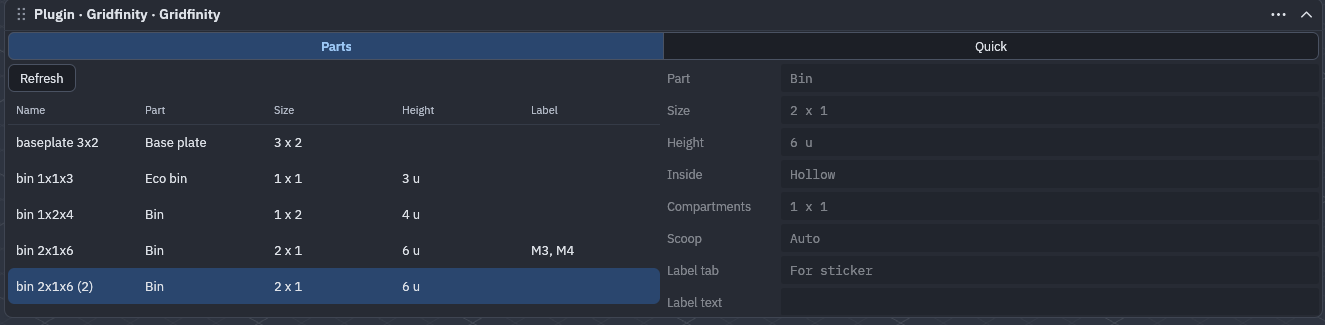 Plugin · Gridfinity · Gridfinity
Parts
Quick
Refresh
Name Part Size Height Label
baseplate 3x2 Base plate 3 x 2
bin 1x1x3 Eco bin 1 x 1 3 u
bin 1x2x4 Bin 1 x 2 4 u
bin 2x1x6 Bin 2 x 1 6 u M3, M4
bin 2x1x6 (2) Bin 2 x 1 6 u
Part Bin
Size 2 x 1
Height 6 u
Inside Hollow
Compartments 1 x 1
Scoop Auto
Label tab For sticker
Label text